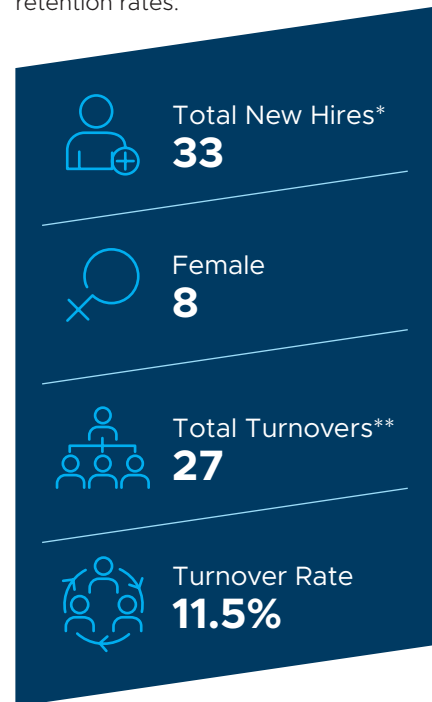 retention rates.
Total New Hires*
33
Female
8
Total Turnovers**
27
Turnover Rate
11.5%